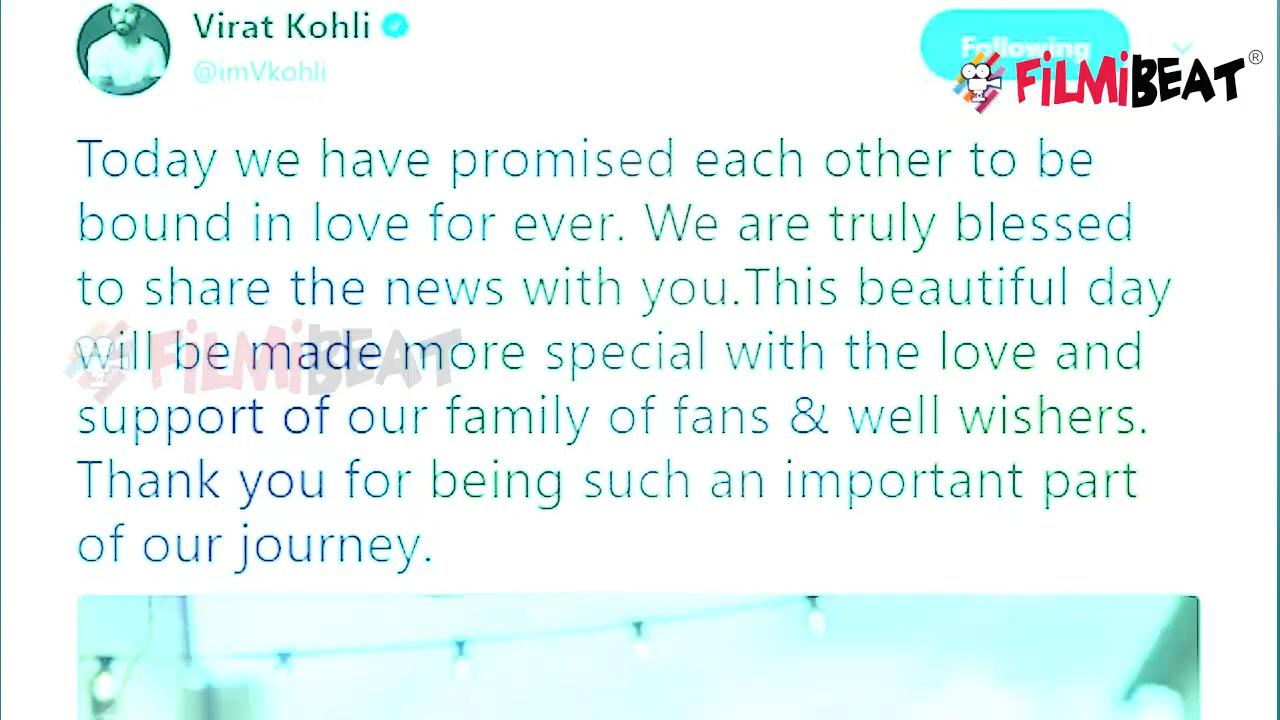 Virat Kohli
@imVkohli
Following
FiLMiBEAT®
Today we have promised each other to be
bound in love for ever. We are truly blessed
to share the news with you.This beautiful day
will be made more special with the love and
FiLMiBEAT
support of our family of fans & well wishers.
Thank you for being such an important part
of our journey.